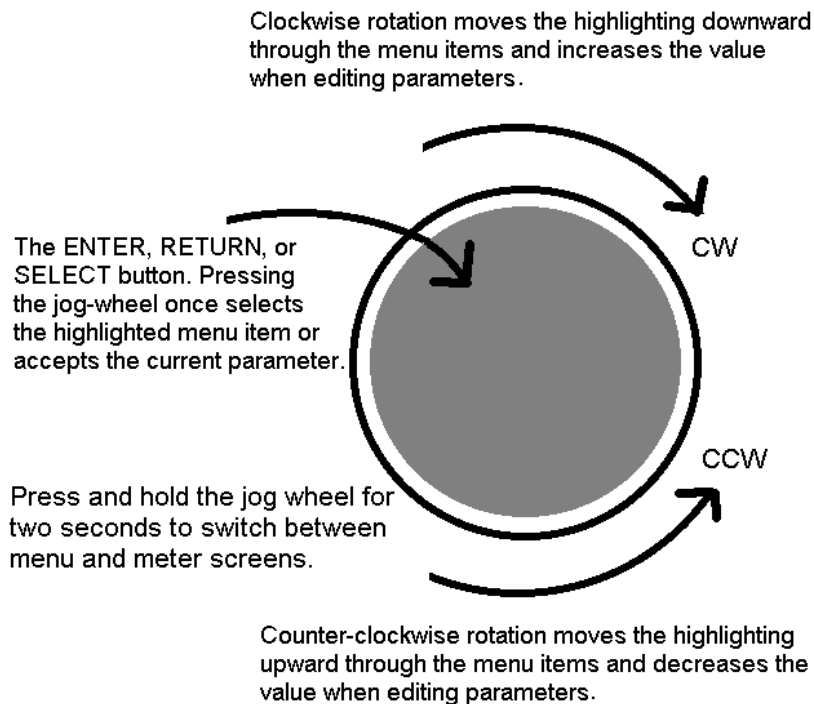 Clockwise rotation moves the highlighting downward
through the menu items and increases the value
when editing parameters.
CW
The ENTER, RETURN, or
SELECT button. Pressing
the jog-wheel once selects
the highlighted menu item or
accepts the current parameter.
CCW
Press and hold the jog wheel for
two seconds to switch between
menu and meter screens.
Counter-clockwise rotation moves the highlighting
upward through the menu items and decreases the
value when editing parameters.